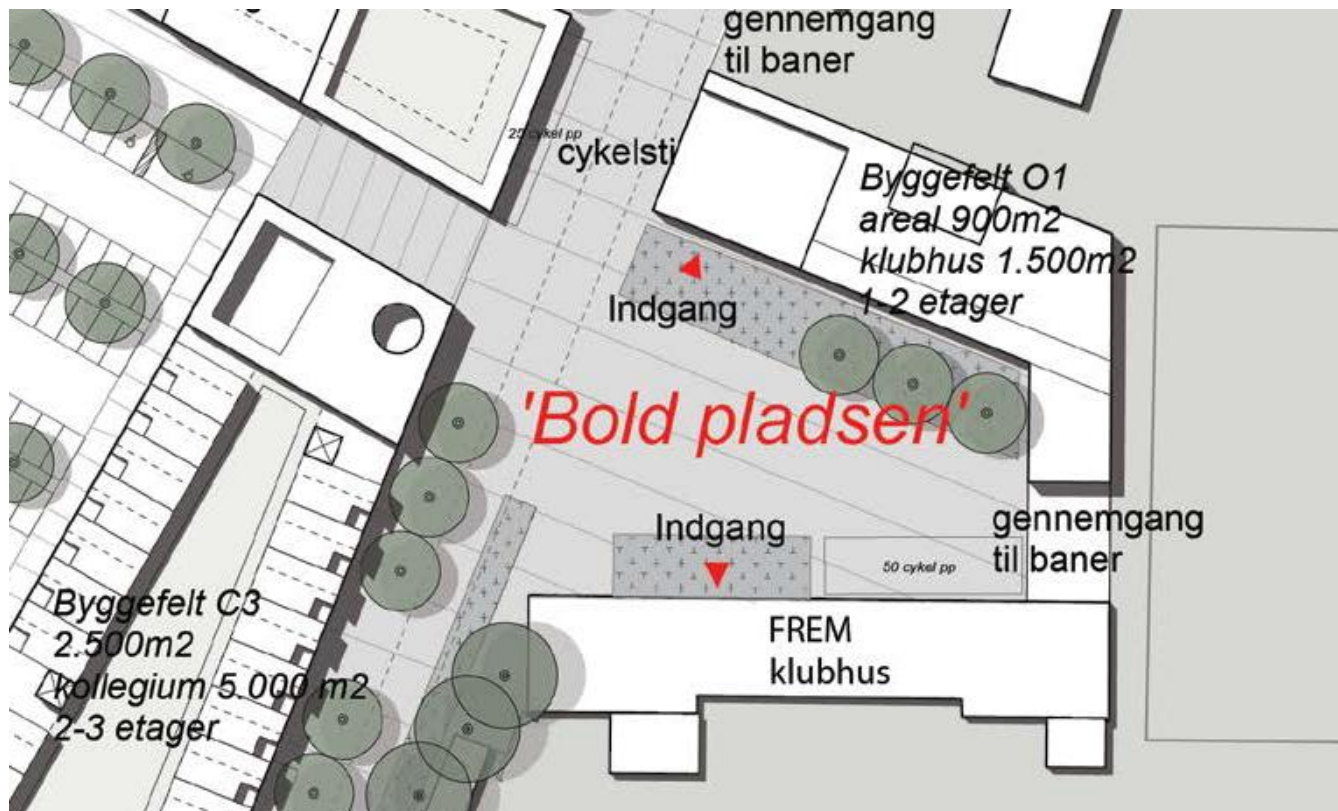 gennemgang
til baner
25 cykel pp
cykelsti
Byggefelt O1
areal 900m2
klubhus 1.500m2
1-2 etager
Indgang
'Bold pladsen'
Indgang
gennemgang
til baner
50 cykel pp
Byggefelt C3
2.500m2
kollegium 5.000 m2
2-3 etager
FREM
klubhus